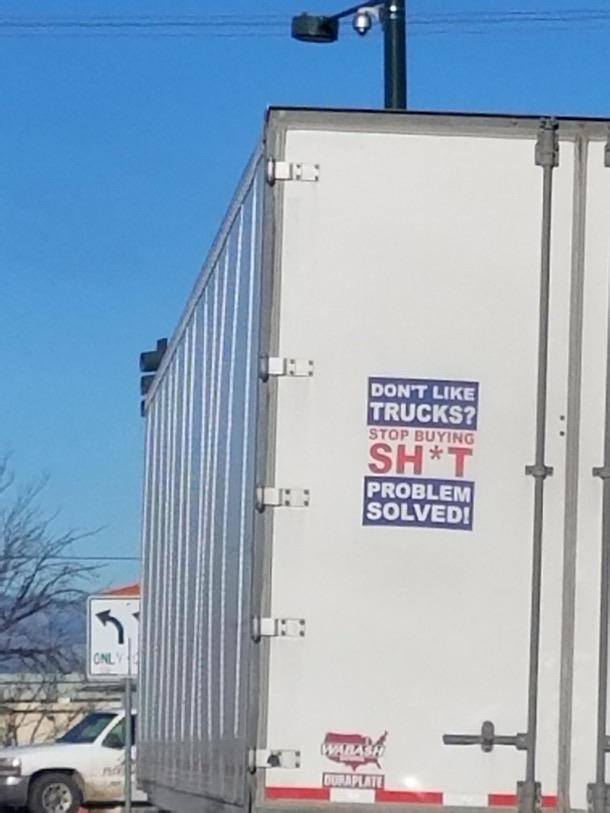 DON'T LIKE
TRUCKS?
STOP BUYING
SH*T
PROBLEM
SOLVED!
ONLY
WABASH
DURAPLATE